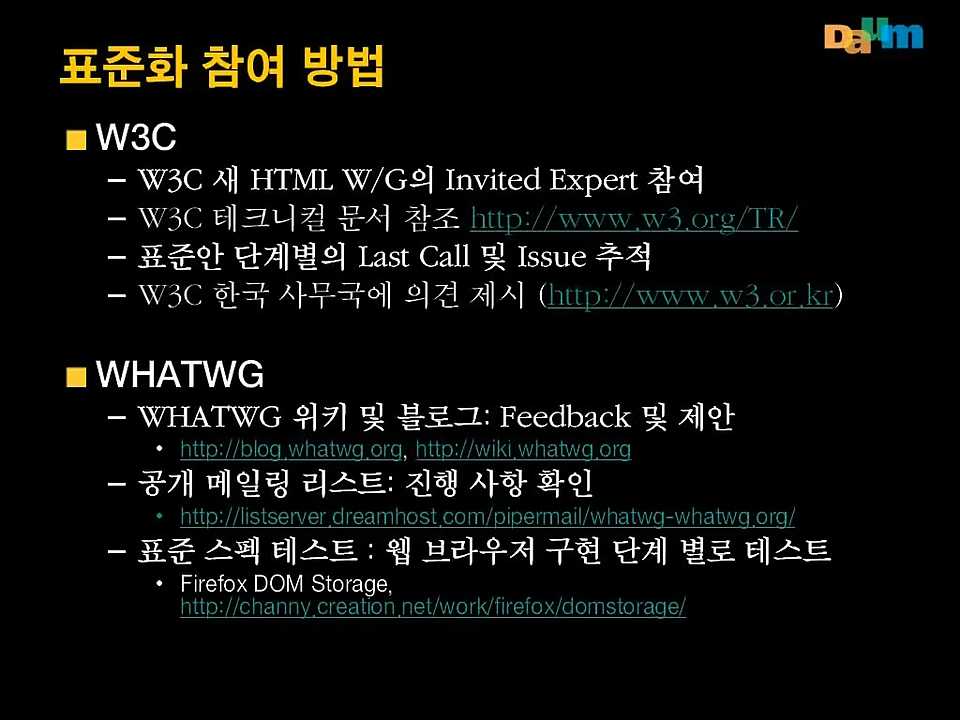 Daum
표준화 참여 방법
■ W3C
– W3C 새 HTML W/G의 Invited Expert 참여
– W3C 테크니컬 문서 참조 http://www.w3.org/TR/
– 표준안 단계별의 Last Call 및 Issue 추적
– W3C 한국 사무국에 의견 제시 (http://www.w3.or.kr)
■ WHATWG
– WHATWG 위키 및 블로그: Feedback 및 제안
• http://blog.whatwg.org, http://wiki.whatwg.org
– 공개 메일링 리스트: 진행 사항 확인
• http://listserver.dreamhost.com/pipermail/whatwg-whatwg.org/
– 표준 스펙 테스트 : 웹 브라우저 구현 단계 별로 테스트
• Firefox DOM Storage,
http://channy.creation.net/work/firefox/domstorage/